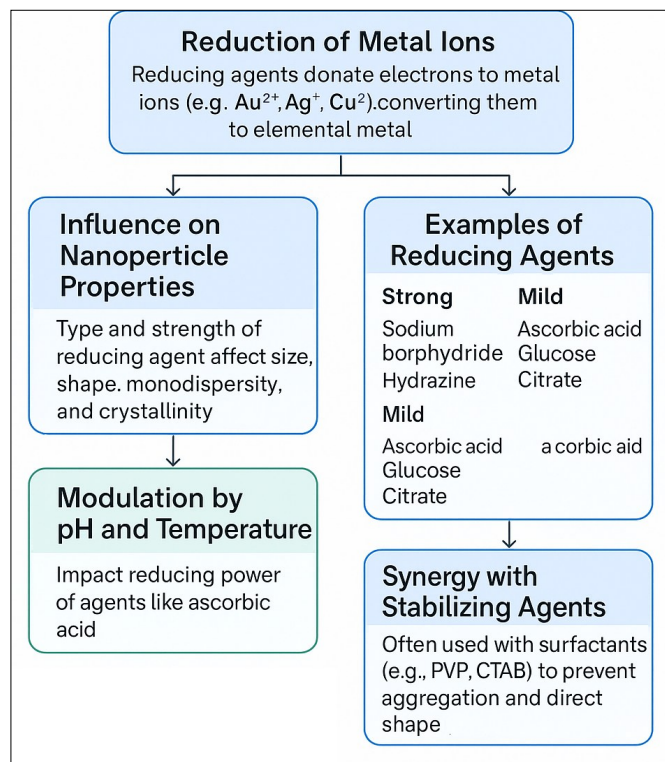 Reduction of Metal Ions
Reducing agents donate electrons to metal
ions (e.g. Au²⁺, Ag⁺, Cu²).converting them
to elemental metal
Influence on
Nanoperticle
Properties
Type and strength of
reducing agent affect size,
shape. monodispersity,
and crystallinity
Modulation by
pH and Temperature
Impact reducing power
of agents like ascorbic
acid
Examples of
Reducing Agents
Strong Mild
Sodium Ascorbic acid
borphydride Glucose
Hydrazine Citrate
Mild
Ascorbic acid a corbic aid
Glucose
Citrate
Synergy with
Stabilizing Agents
Often used with surfactants
(e.g., PVP, CTAB) to prevent
aggregation and direct
shape